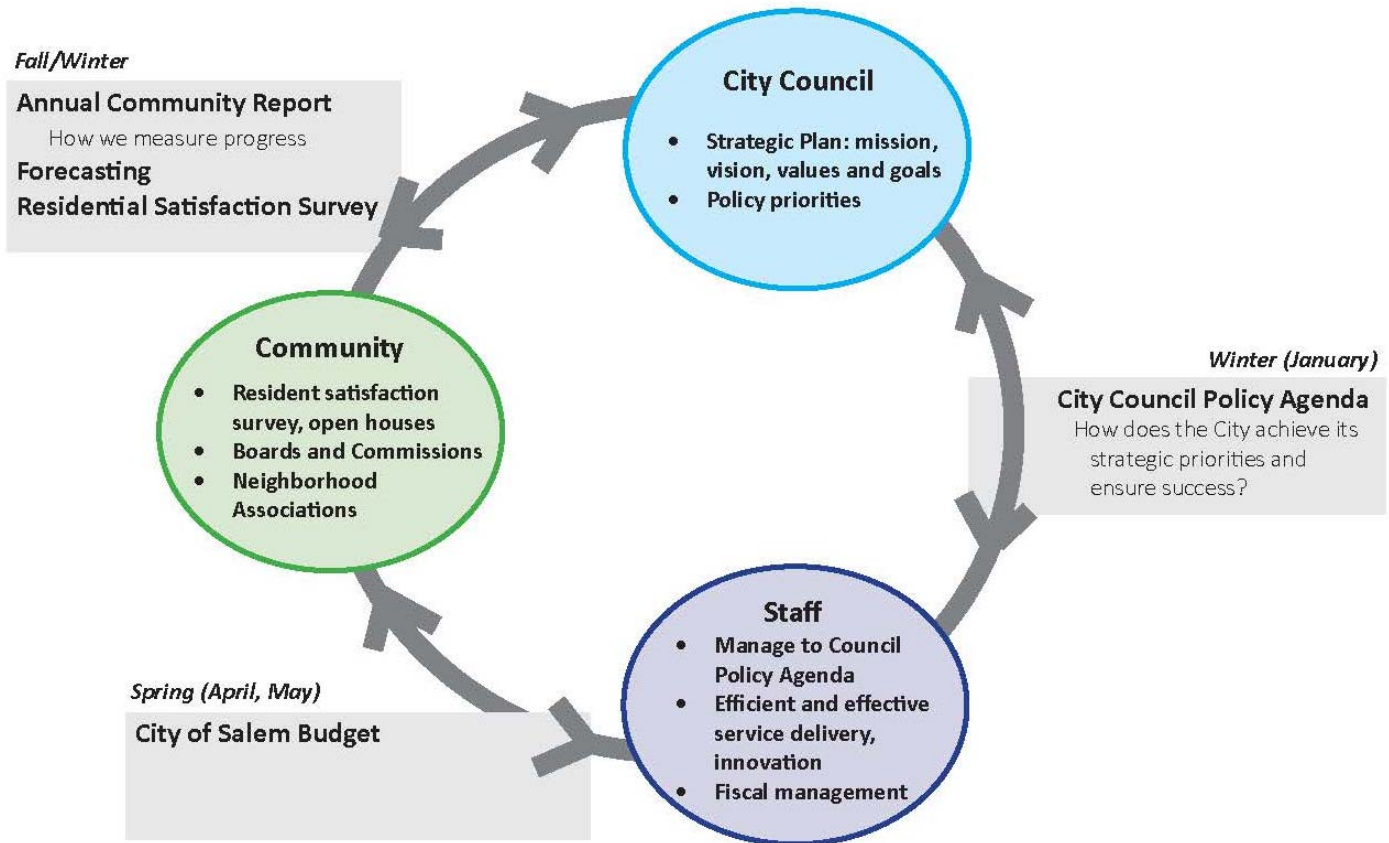 Fall/Winter
Annual Community Report
How we measure progress
Forecasting
Residential Satisfaction Survey
City Council
• Strategic Plan: mission,
vision, values and goals
• Policy priorities
Community
• Resident satisfaction
survey, open houses
• Boards and Commissions
• Neighborhood
Associations
Winter (January)
City Council Policy Agenda
How does the City achieve its
strategic priorities and
ensure success?
Staff
• Manage to Council
Policy Agenda
• Efficient and effective
service delivery,
innovation
• Fiscal management
Spring (April, May)
City of Salem Budget